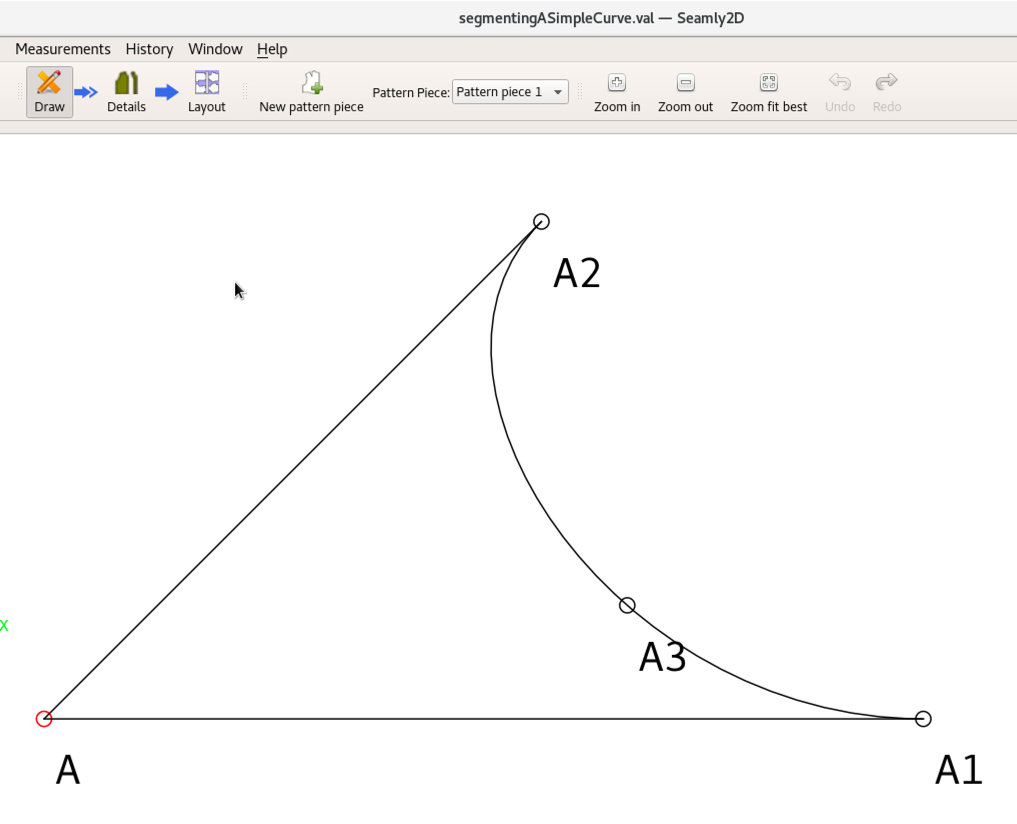 segmentingASimpleCurve.val — Seamly2D
Measurements History Window Help
Draw Details Layout New pattern piece Pattern Piece: Pattern piece 1 Zoom in Zoom out Zoom fit best Undo Redo
A2
X
A3
A A1